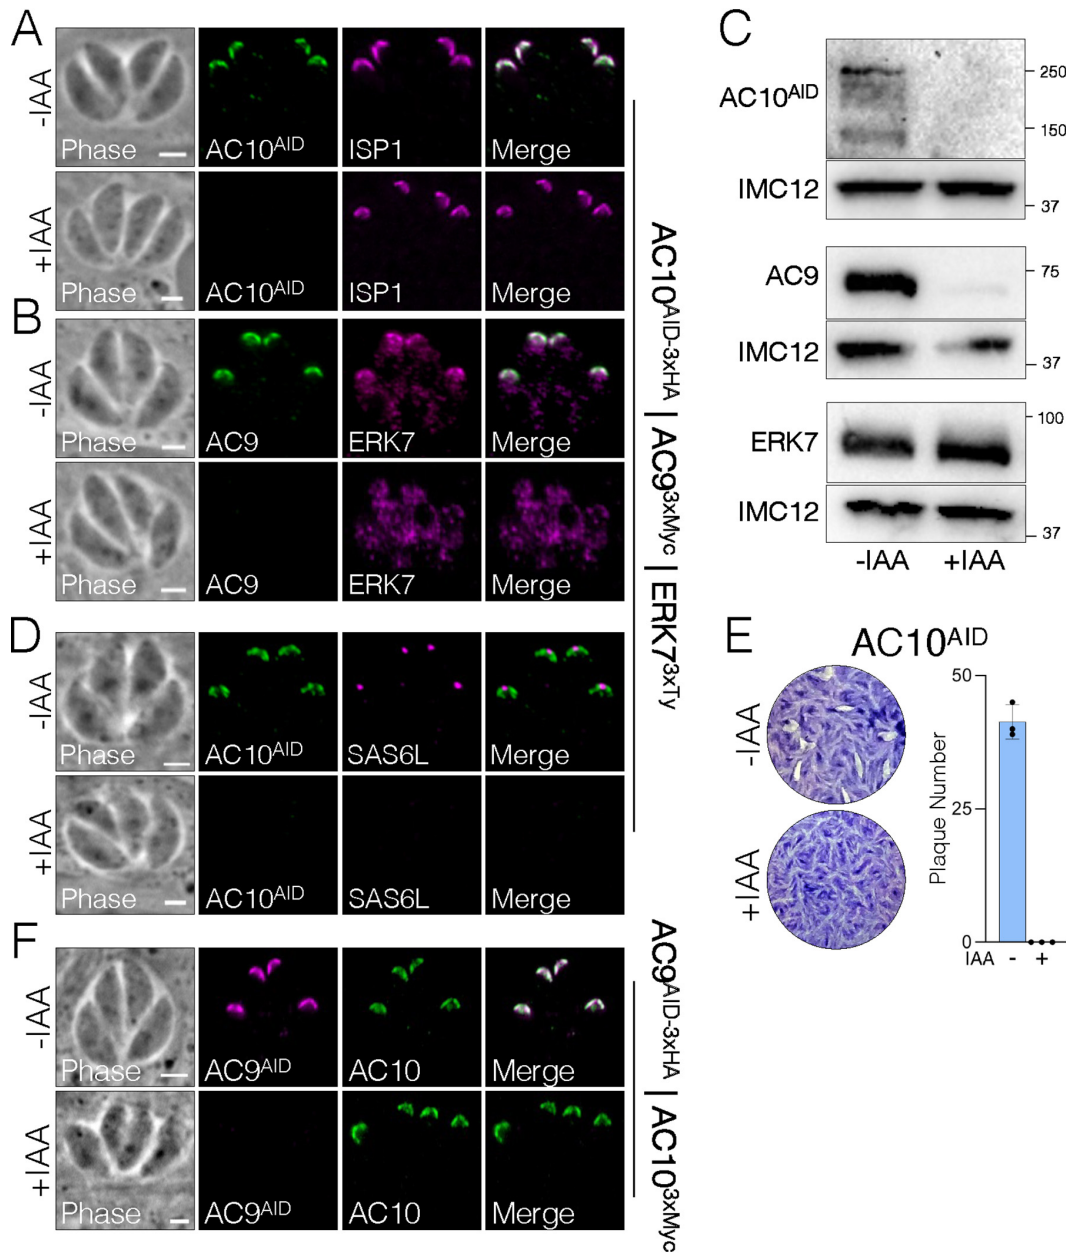 A
-IAA
Phase
AC10AID
ISP1
Merge
+IAA
Phase
AC10AID
ISP1
Merge
B
-IAA
Phase
AC9
ERK7
Merge
+IAA
Phase
AC9
ERK7
Merge
D
-IAA
Phase
AC10AID
SAS6L
Merge
+IAA
Phase
AC10AID
SAS6L
Merge
AC10AID-3xHA | AC93xMyc | ERK73xTy
F
-IAA
Phase
AC9AID
AC10
Merge
+IAA
Phase
AC9AID
AC10
Merge
AC9AID-3xHA | AC103xMyc
C
AC10AID
250
150
IMC12
37
AC9
75
IMC12
37
ERK7
100
IMC12
37
-IAA +IAA
E
AC10AID
-IAA
+IAA
Plaque Number
50
25
0
IAA - +